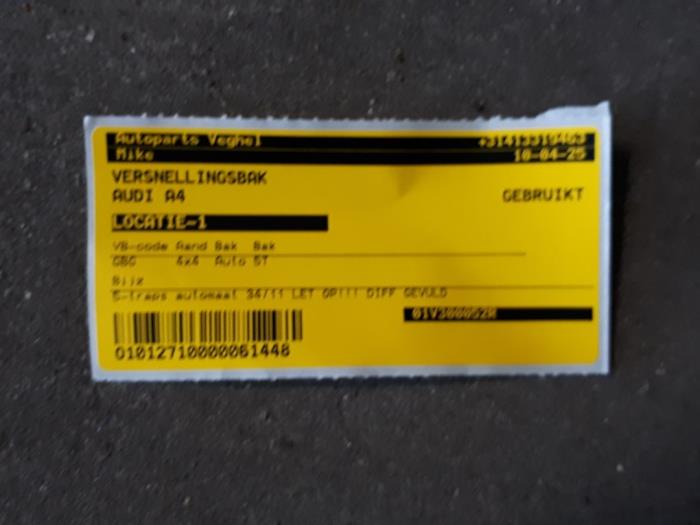 Autoparts Veghel +31413319463
Mike 10-04-25
VERSNELLINGSBAK
AUDI A4 GEBRUIKT
LOCATIE-1
VB-code Aand Bak Bak
GBG 4x4 Auto 5T
Bijz
5-traps automaat 34/11 LET OP!!! DIFF GEVULD
01V300052R
01012710000061448